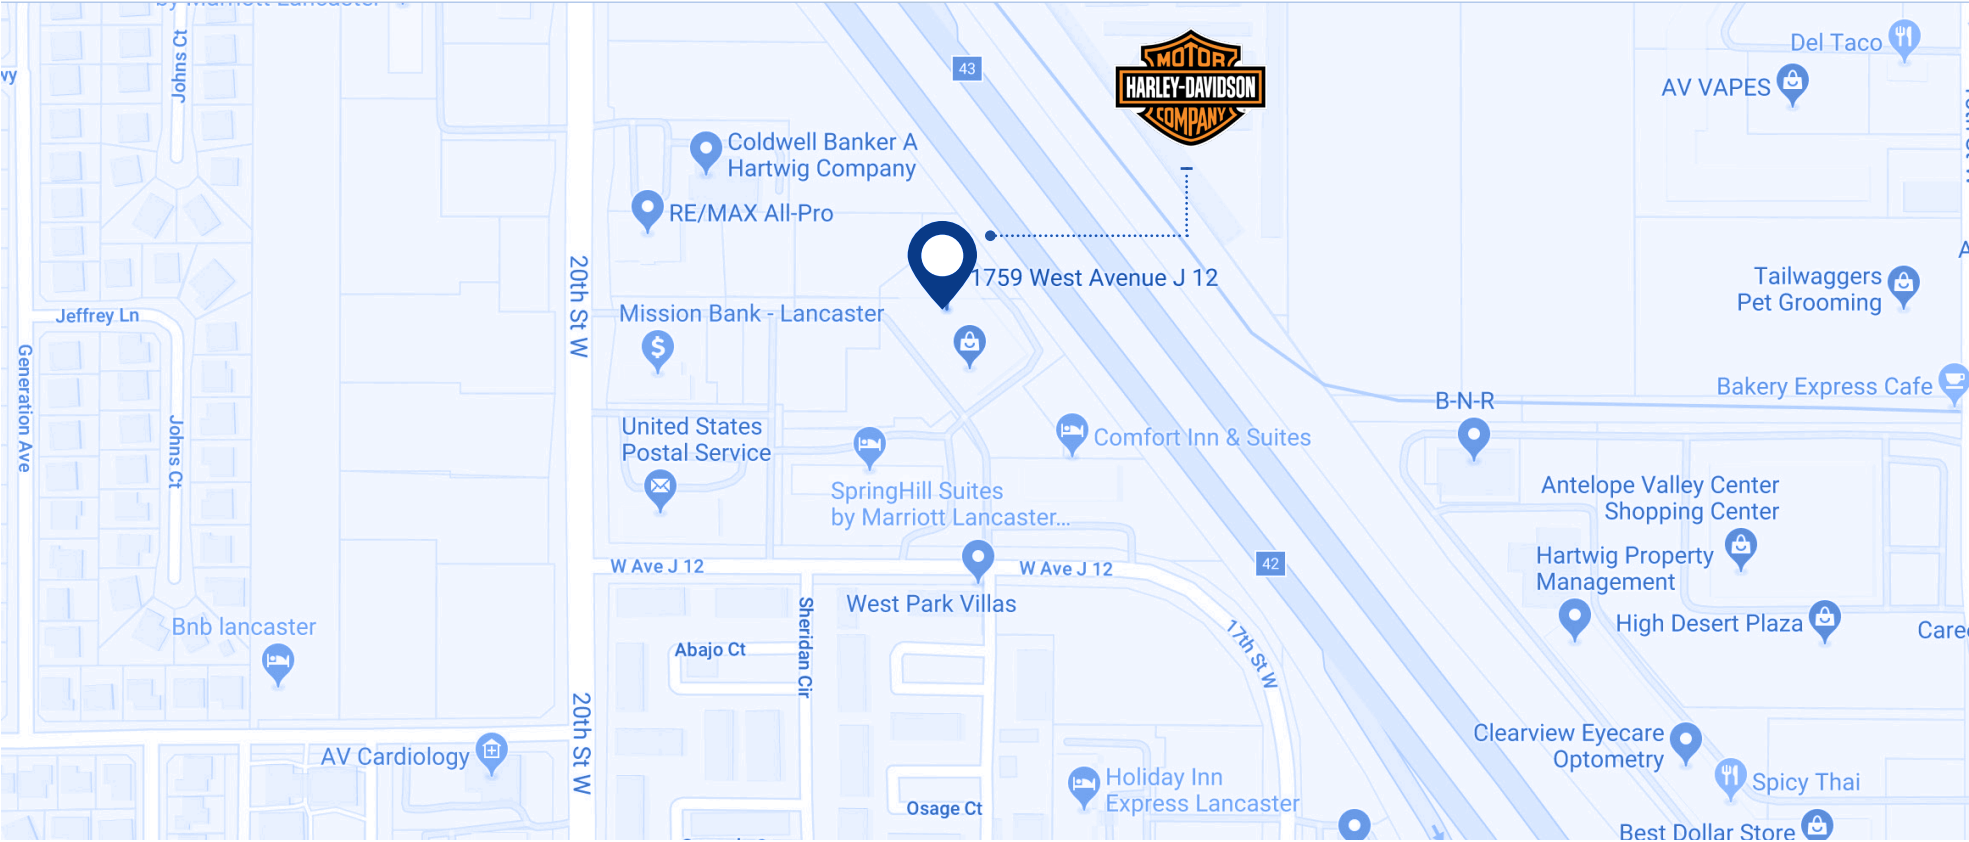 by Marriott Lancaster
Johns Ct
wy
43
MOTOR
HARLEY-DAVIDSON
COMPANY
Del Taco
AV VAPES
Coldwell Banker A
Hartwig Company
RE/MAX All-Pro
20th St W
1759 West Avenue J 12
Tailwaggers
Pet Grooming
Jeffrey Ln
Mission Bank - Lancaster
$
Generation Ave
Johns Ct
Bakery Express Cafe
B-N-R
United States
Postal Service
Comfort Inn & Suites
SpringHill Suites
by Marriott Lancaster...
Antelope Valley Center
Shopping Center
Hartwig Property
Management
W Ave J 12
W Ave J 12
42
West Park Villas
High Desert Plaza
Care
Bnb lancaster
Sheridan Cir
Abajo Ct
17th St W
20th St W
AV Cardiology
Clearview Eyecare
Optometry
Holiday Inn
Express Lancaster
Spicy Thai
Osage Ct
Best Dollar Store